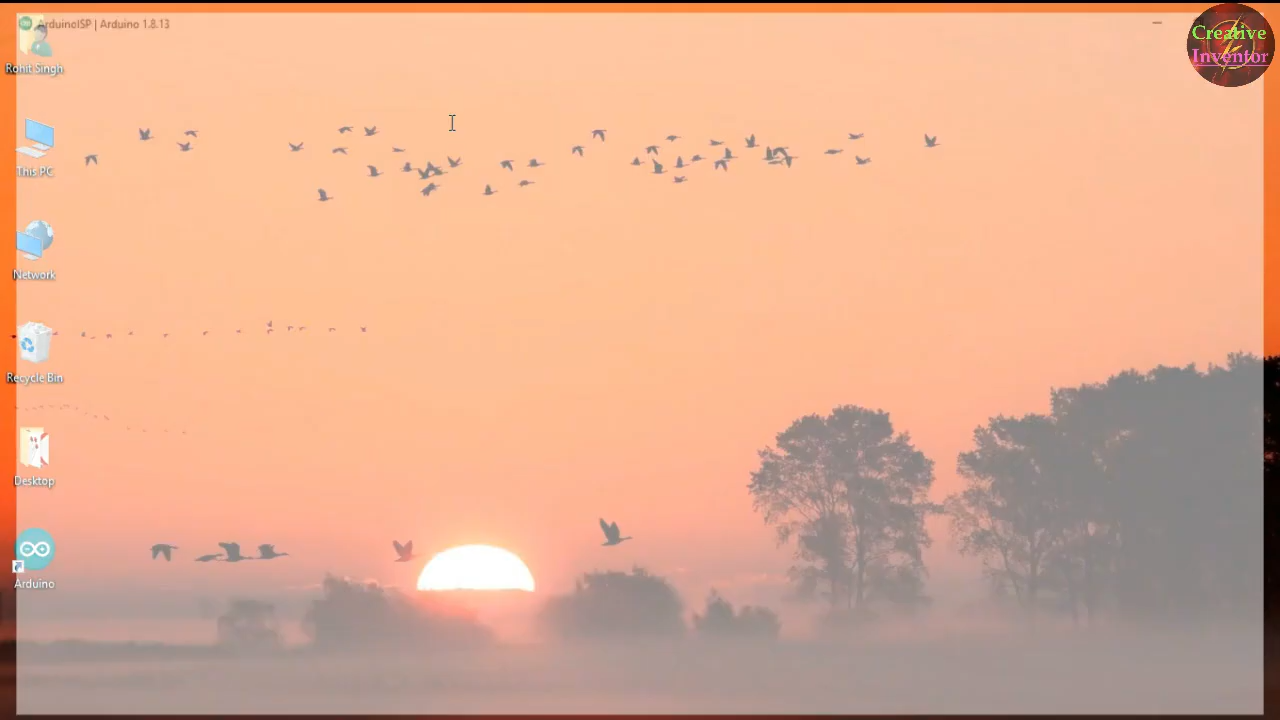 ArduinoISP | Arduino 1.8.13
Creative
Inventor
Rohit Singh
This PC
Network
Recycle Bin
Desktop
Arduino